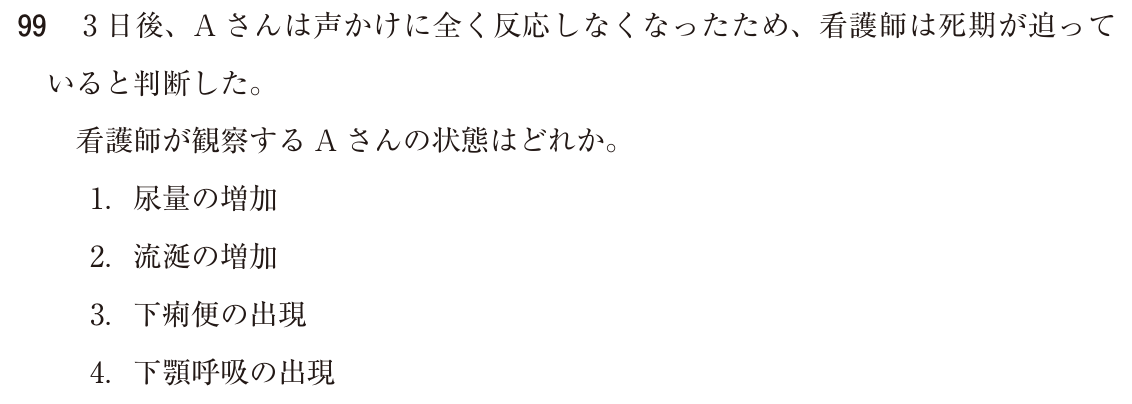 99 3日後、Aさんは声かけに全く反応しなくなったため、看護師は死期が迫って
いると判断した。
看護師が観察するAさんの状態はどれか。
1. 尿量の増加
2. 流涎の増加
3. 下痢便の出現
4. 下顎呼吸の出現